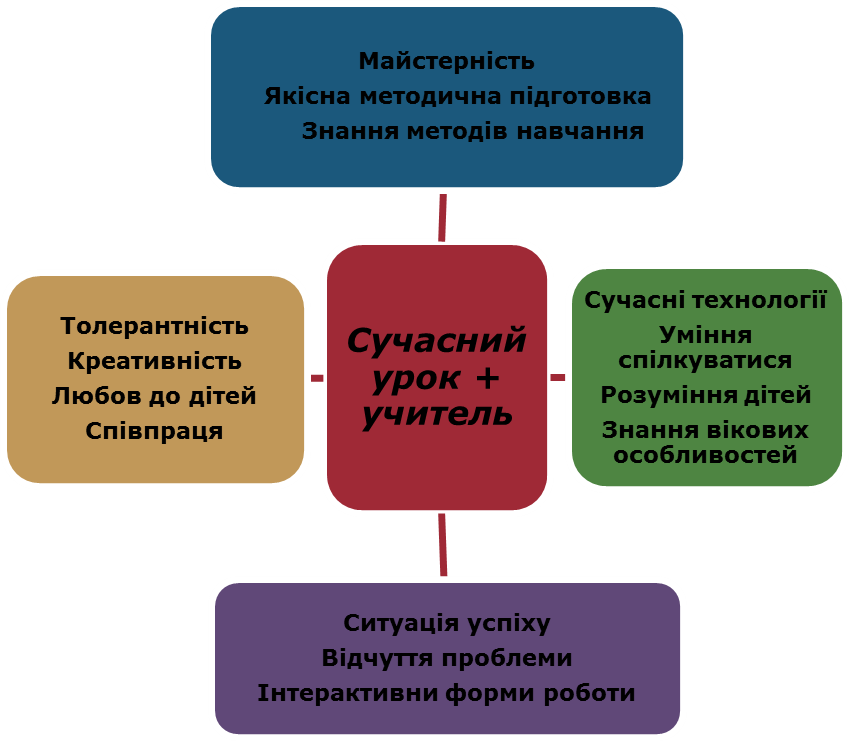 Майстерність
Якісна методична підготовка
Знання методів навчання
Толерантність
Креативність
Любов до дітей
Співпраця
Сучасний
урок +
учитель
Сучасні технології
Уміння
спілкуватися
Розуміння дітей
Знання вікових
особливостей
Ситуація успіху
Відчуття проблеми
Інтерактивни форми роботи